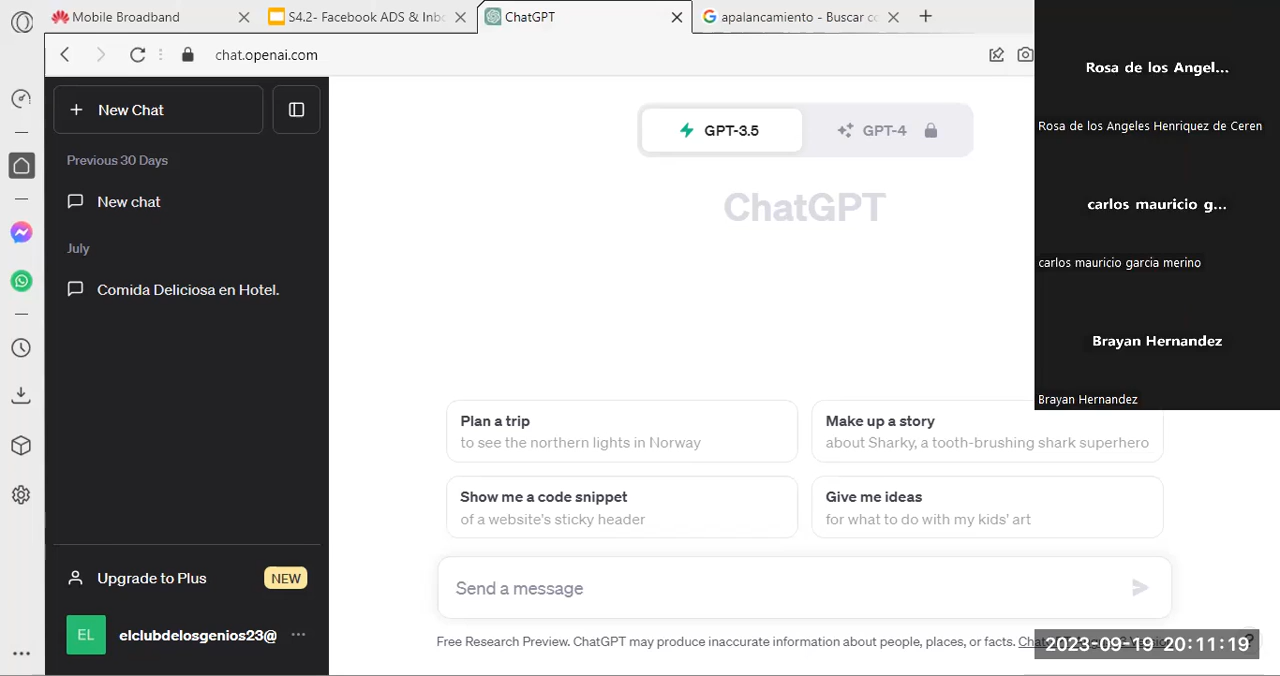 Mobile Broadband
S4.2- Facebook ADS & Inb
ChatGPT
apalancamiento - Buscar co
chat.openai.com
New Chat
Previous 30 Days
New chat
July
Comida Deliciosa en Hotel.
Upgrade to Plus NEW
EL elclubdelosgenios23@
GPT-3.5
GPT-4
ChatGPT
Plan a trip
to see the northern lights in Norway
Make up a story
about Sharky, a tooth-brushing shark superhero
Show me a code snippet
of a website's sticky header
Give me ideas
for what to do with my kids' art
Send a message
Free Research Preview. ChatGPT may produce inaccurate information about people, places, or facts.
Rosa de los Angel...
Rosa de los Angeles Henriquez de Ceren
carlos mauricio g...
carlos mauricio garcia merino
Brayan Hernandez
Brayan Hernandez
2023-09-19 20:11:19